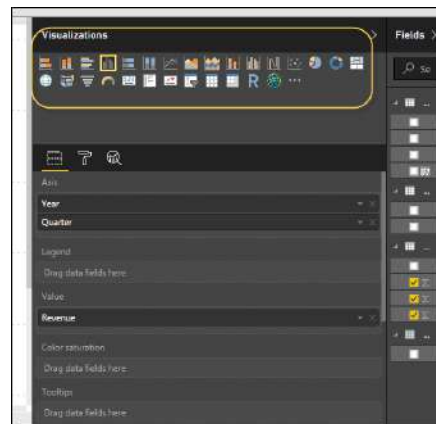 Visualizations
Fields
R
Axis
Year
Quarter
Legend
Drag data fields here
Value
Revenue
Color saturation
Drag data fields here
Tooltips
Drag data fields here